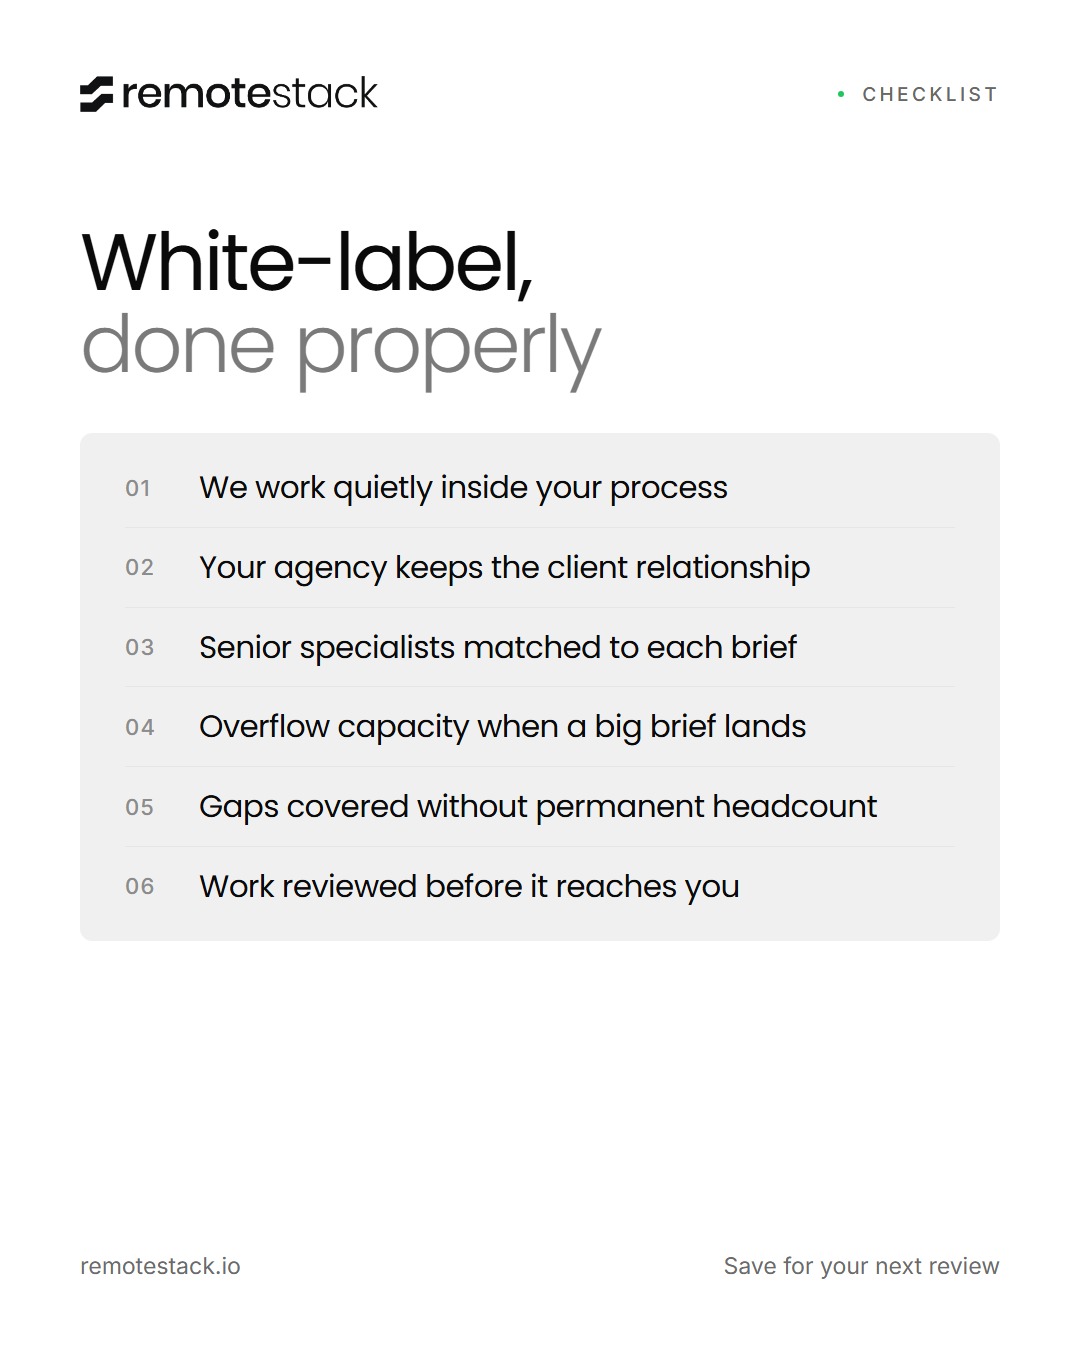 remotestack
CHECKLIST
White-label,
done properly
01 We work quietly inside your process
02 Your agency keeps the client relationship
03 Senior specialists matched to each brief
04 Overflow capacity when a big brief lands
05 Gaps covered without permanent headcount
06 Work reviewed before it reaches you
remotestack.io
Save for your next review